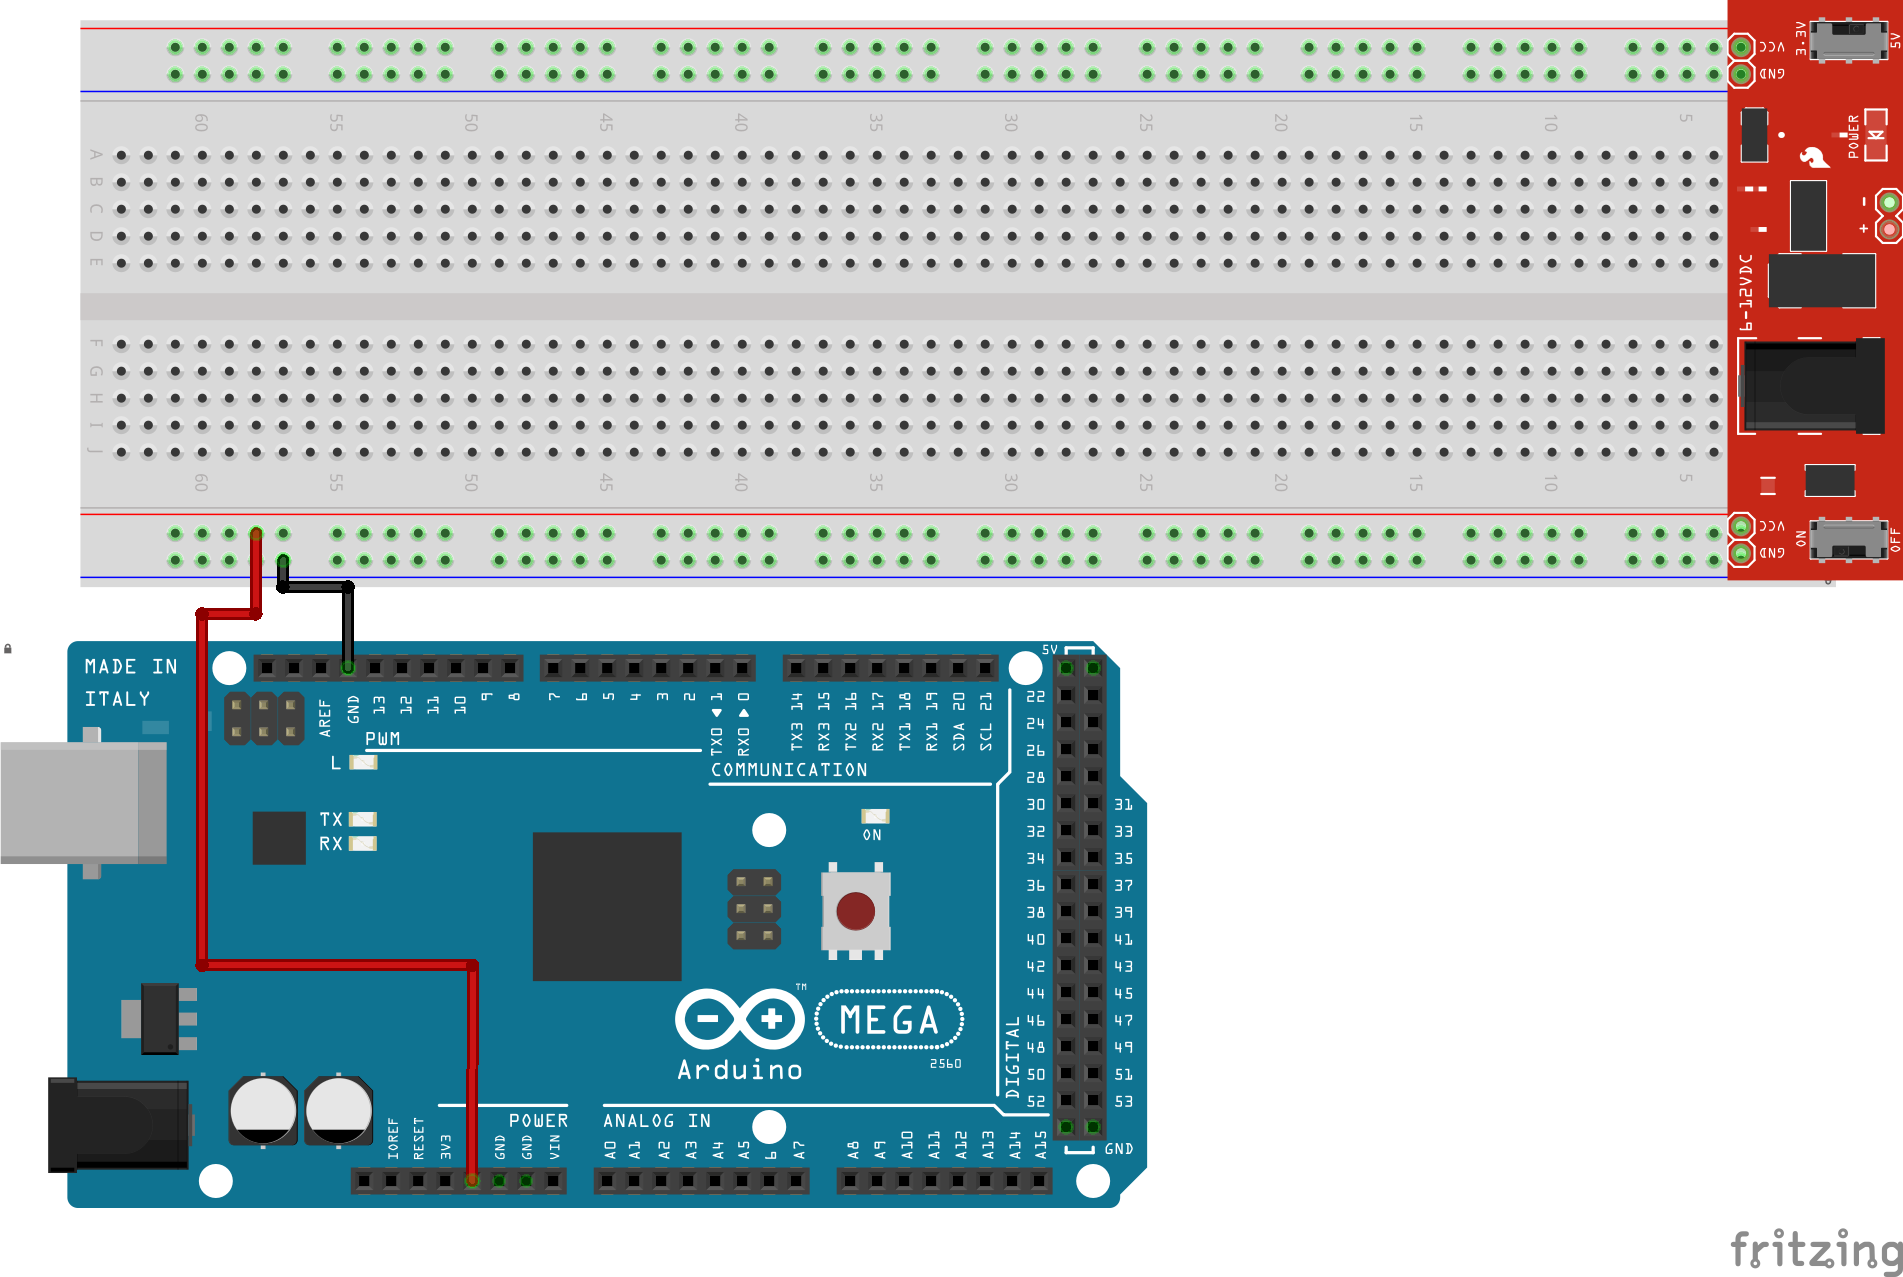 VCC
GND
3.3V
5V
POWER
-
+
6-12VDC
VCC
GND
ON
OFF
60 55 50 45 40 35 30 25 20 15 10 5
A
B
C
D
E
F
G
H
I
J
60 55 50 45 40 35 30 25 20 15 10 5
MADE IN
ITALY
AREF GND 13 12 11 10 9 8
7 6 5 4 3 2 TX0 1 RX0 0
TX3 14 RX3 15 TX2 16 RX2 17 TX1 18 RX1 19 SDA 20 SCL 21
PWM
COMMUNICATION
L
TX
RX
ON
5V
22
24
26
28
30 31
32 33
34 35
36 37
38 39
40 41
42 43
44 45
46 47
48 49
50 51
52 53
GND
DIGITAL
TM
MEGA
Arduino
2560
POWER
ANALOG IN
IOREF RESET 3V3 GND GND VIN
A0 A1 A2 A3 A4 A5 6 A7
A8 A9 A10 A11 A12 A13 A14 A15
fritzing